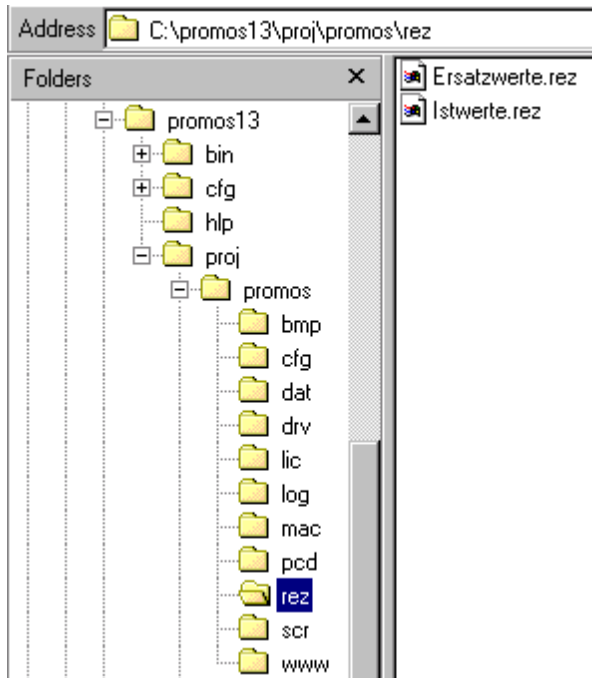 Address C:\promos13\proj\promos\rez
Folders
promos13
bin
cfg
hlp
proj
promos
bmp
cfg
dat
drv
lic
log
mac
pcd
rez
scr
www
Ersatzwerte.rez
Istwerte.rez